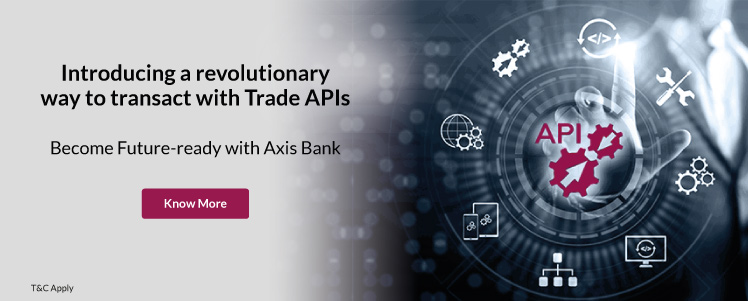 Introducing a revolutionary
way to transact with Trade APIs
Become Future-ready with Axis Bank
Know More
T&C Apply
API